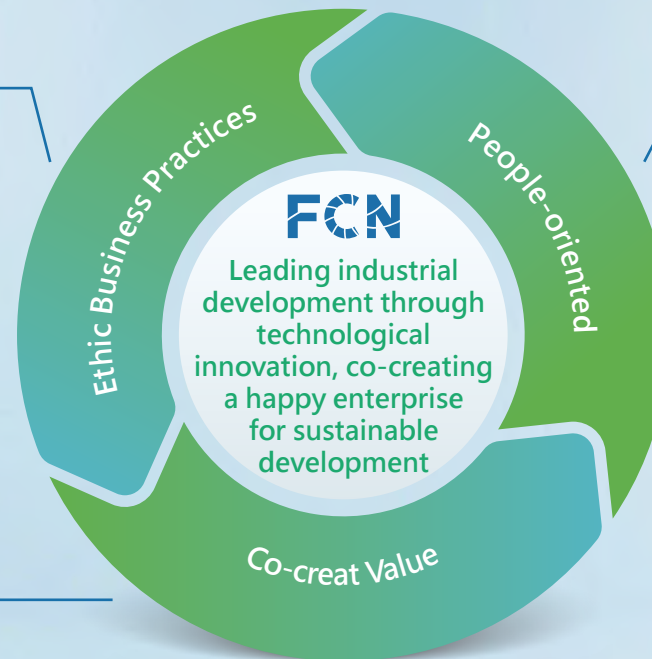 Ethic Business Practices
People-oriented
FCN
Leading industrial
development through
technological
innovation, co-creating
a happy enterprise
for sustainable
development
Co-creat Value